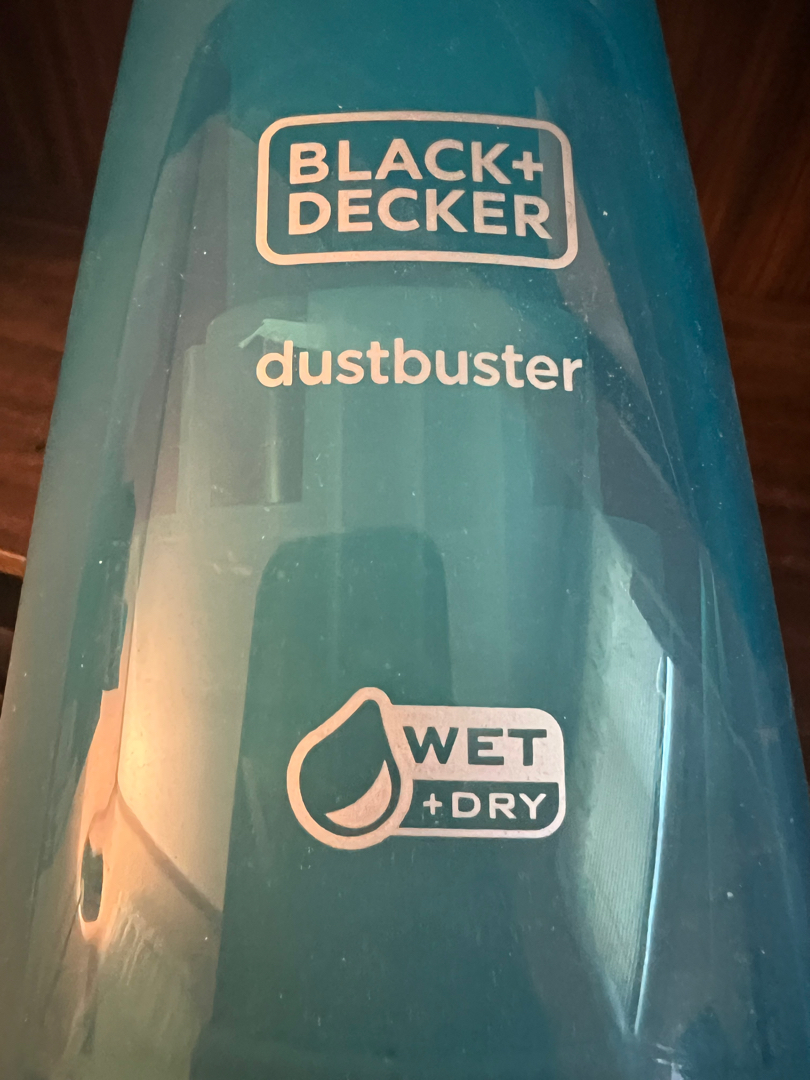 BLACK+
DECKER
dustbuster
WET
+DRY